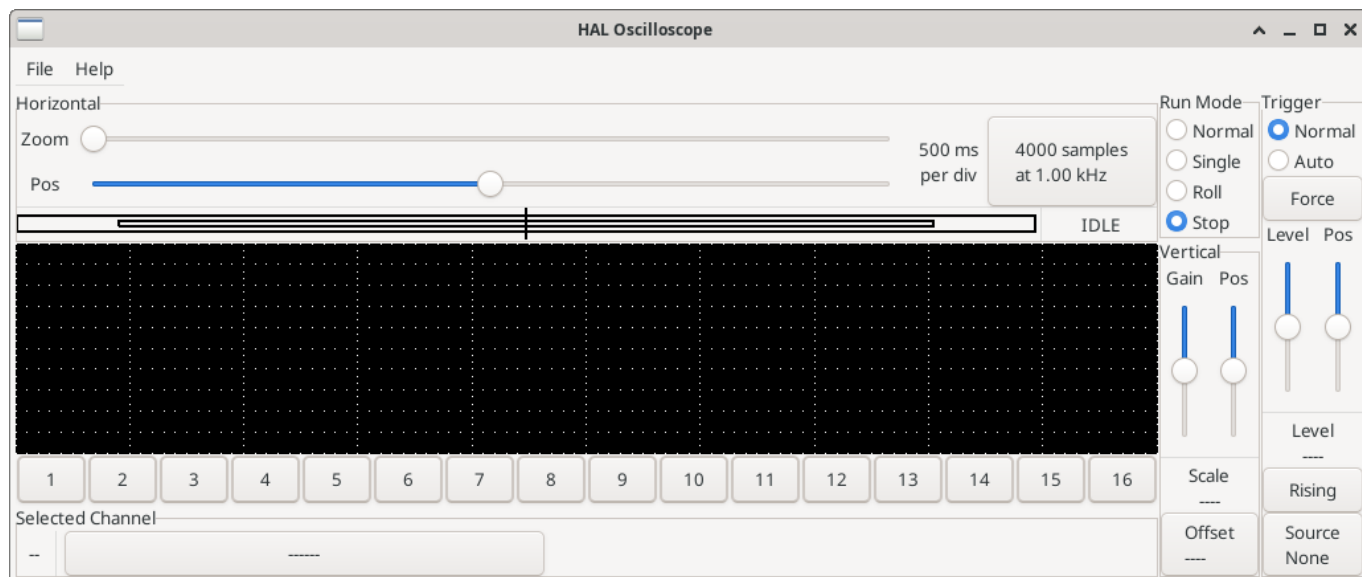 HAL Oscilloscope
File Help
Horizontal
Zoom
Pos
500 ms
per div
4000 samples
at 1.00 kHz
IDLE
Run Mode
Normal
Single
Roll
Stop
Trigger
Normal
Auto
Force
Level Pos
Level
----
Rising
Source
None
Vertical
Gain Pos
Scale
----
Offset
----
1 2 3 4 5 6 7 8 9 10 11 12 13 14 15 16
Selected Channel
-- ------